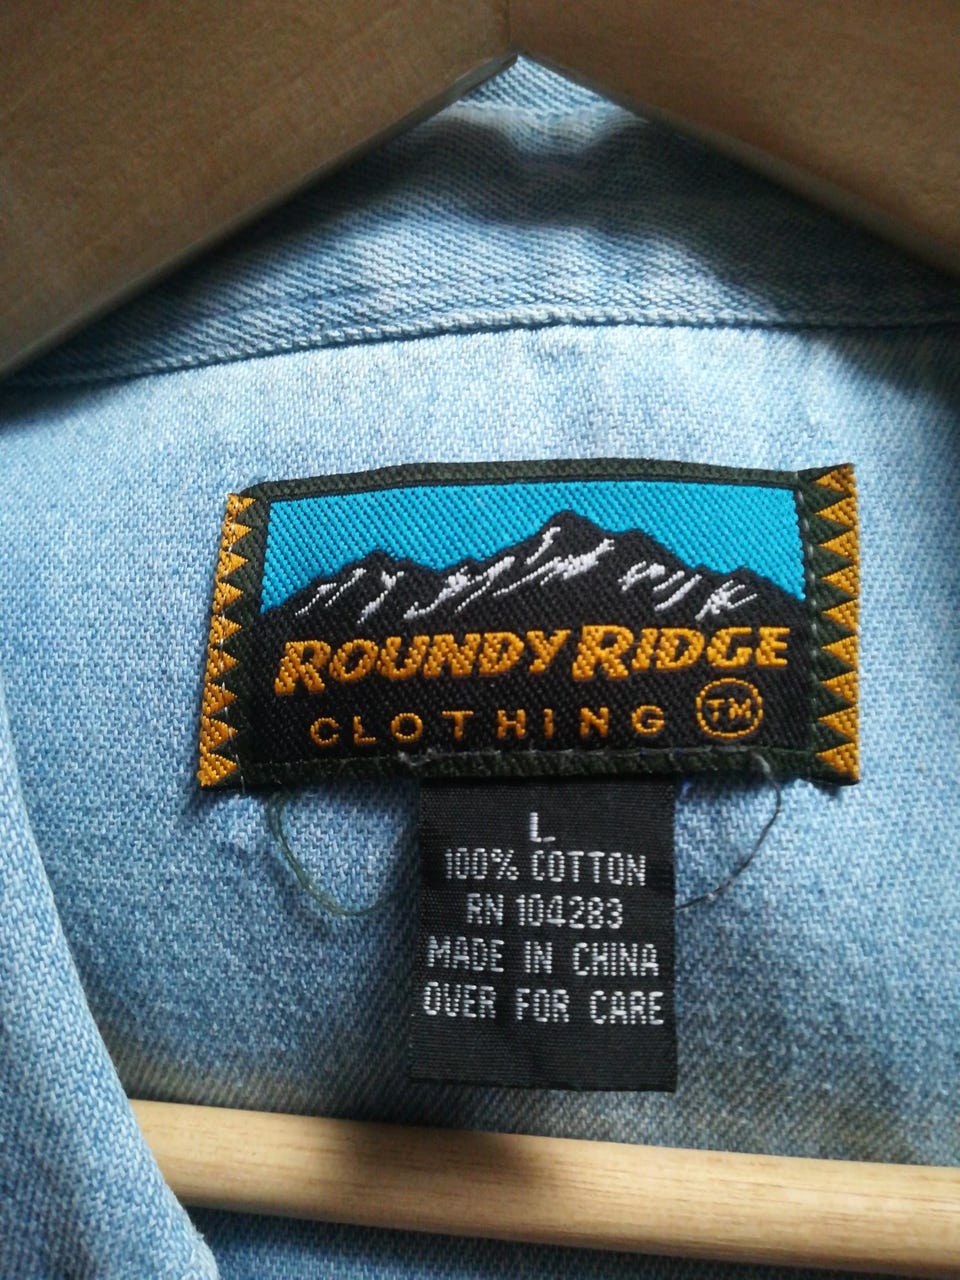 ROUNDY RIDGE
CLOTHING TM
L
100% COTTON
RN 104283
MADE IN CHINA
OVER FOR CARE